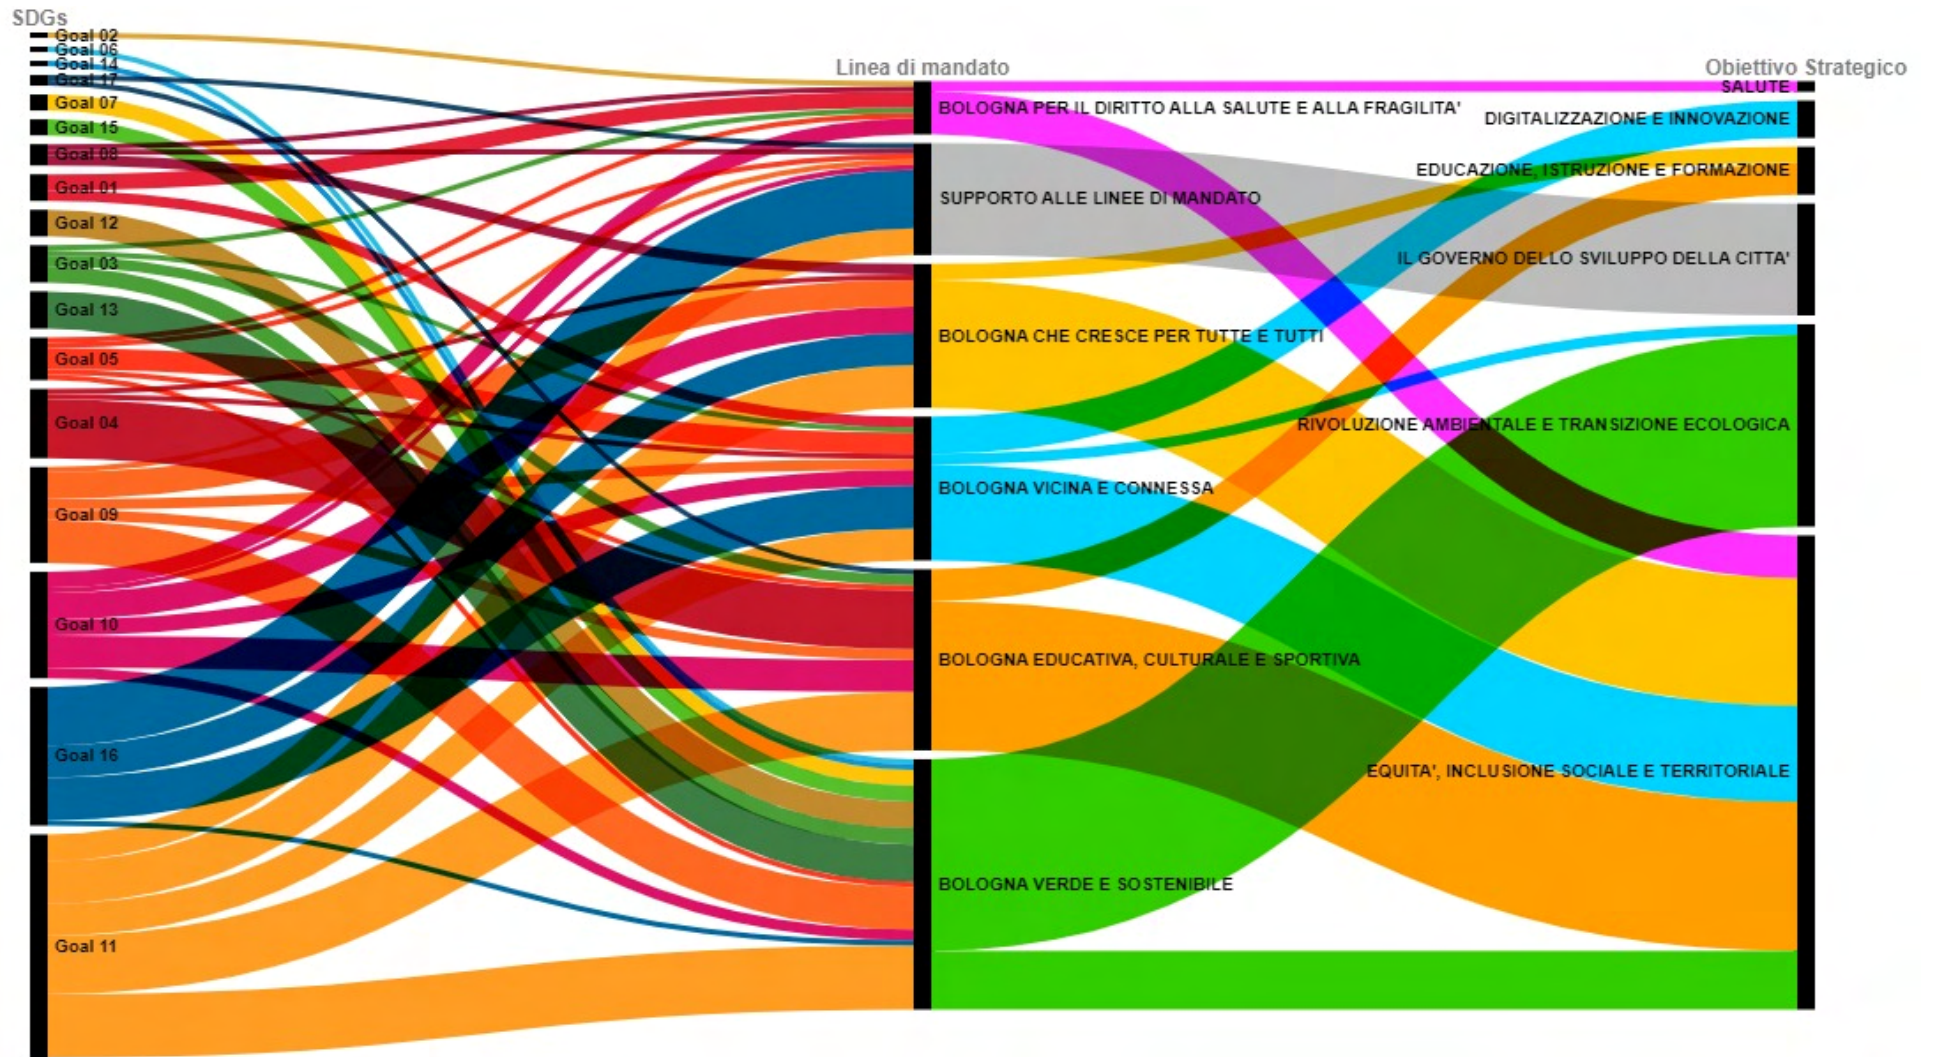 SDGs
Goal 02
Goal 06
Goal 14
Goal 17
Goal 07
Goal 15
Goal 08
Goal 01
Goal 12
Goal 03
Goal 13
Goal 05
Goal 04
Goal 09
Goal 10
Goal 16
Goal 11
Linea di mandato
BOLOGNA PER IL DIRITTO ALLA SALUTE E ALLA FRAGILITA'
SUPPORTO ALLE LINEE DI MANDATO
BOLOGNA CHE CRESCE PER TUTTE E TUTTI
BOLOGNA VICINA E CONNESSA
BOLOGNA EDUCATIVA, CULTURALE E SPORTIVA
BOLOGNA VERDE E SOSTENIBILE
Obiettivo Strategico
SALUTE
DIGITALIZZAZIONE E INNOVAZIONE
EDUCAZIONE, ISTRUZIONE E FORMAZIONE
IL GOVERNO DELLO SVILUPPO DELLA CITTA'
RIVOLUZIONE AMBIENTALE E TRANSIZIONE ECOLOGICA
EQUITA', INCLUSIONE SOCIALE E TERRITORIALE